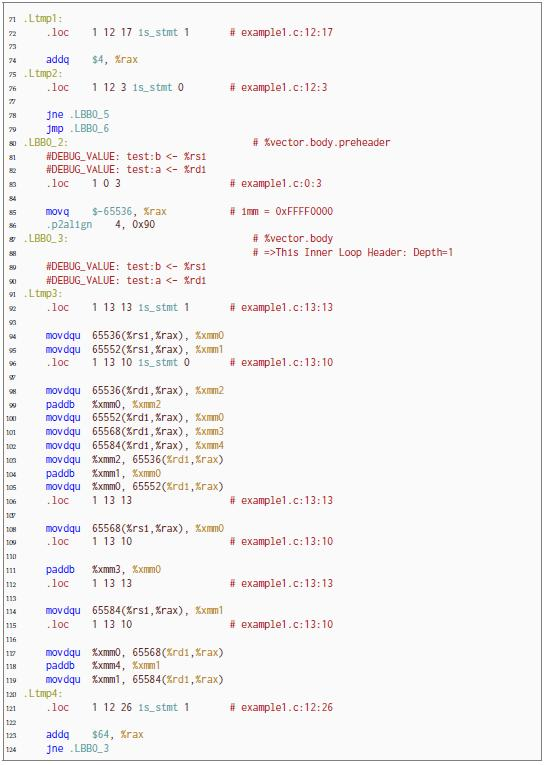 71 .Ltmp1:
72 .loc 1 12 17 is_stmt 1 # example1.c:12:17
73
74 addq $4, %rax
75 .Ltmp2:
76 .loc 1 12 3 is_stmt 0 # example1.c:12:3
77
78 jne .LBB0_5
79 jmp .LBB0_6
80 .LBB0_2: # %vector.body.preheader
81 #DEBUG_VALUE: test:b <- %rsi
82 #DEBUG_VALUE: test:a <- %rdi
83 .loc 1 0 3 # example1.c:0:3
84
85 movq $-65536, %rax # imm = 0xFFFF0000
86 .p2align 4, 0x90
87 .LBB0_3: # %vector.body
88 # =>This Inner Loop Header: Depth=1
89 #DEBUG_VALUE: test:b <- %rsi
90 #DEBUG_VALUE: test:a <- %rdi
91 .Ltmp3:
92 .loc 1 13 13 is_stmt 1 # example1.c:13:13
93
94 movdqu 65536(%rsi,%rax), %xmm0
95 movdqu 65552(%rsi,%rax), %xmm1
96 .loc 1 13 10 is_stmt 0 # example1.c:13:10
97
98 movdqu 65536(%rdi,%rax), %xmm2
99 paddb %xmm0, %xmm2
100 movdqu 65552(%rdi,%rax), %xmm0
101 movdqu 65568(%rdi,%rax), %xmm3
102 movdqu 65584(%rdi,%rax), %xmm4
103 movdqu %xmm2, 65536(%rdi,%rax)
104 paddb %xmm1, %xmm0
105 movdqu %xmm0, 65552(%rdi,%rax)
106 .loc 1 13 13 # example1.c:13:13
107
108 movdqu 65568(%rsi,%rax), %xmm0
109 .loc 1 13 10 # example1.c:13:10
110
111 paddb %xmm3, %xmm0
112 .loc 1 13 13 # example1.c:13:13
113
114 movdqu 65584(%rsi,%rax), %xmm1
115 .loc 1 13 10 # example1.c:13:10
116
117 movdqu %xmm0, 65568(%rdi,%rax)
118 paddb %xmm4, %xmm1
119 movdqu %xmm1, 65584(%rdi,%rax)
120 .Ltmp4:
121 .loc 1 12 26 is_stmt 1 # example1.c:12:26
122
123 addq $64, %rax
124 jne .LBB0_3